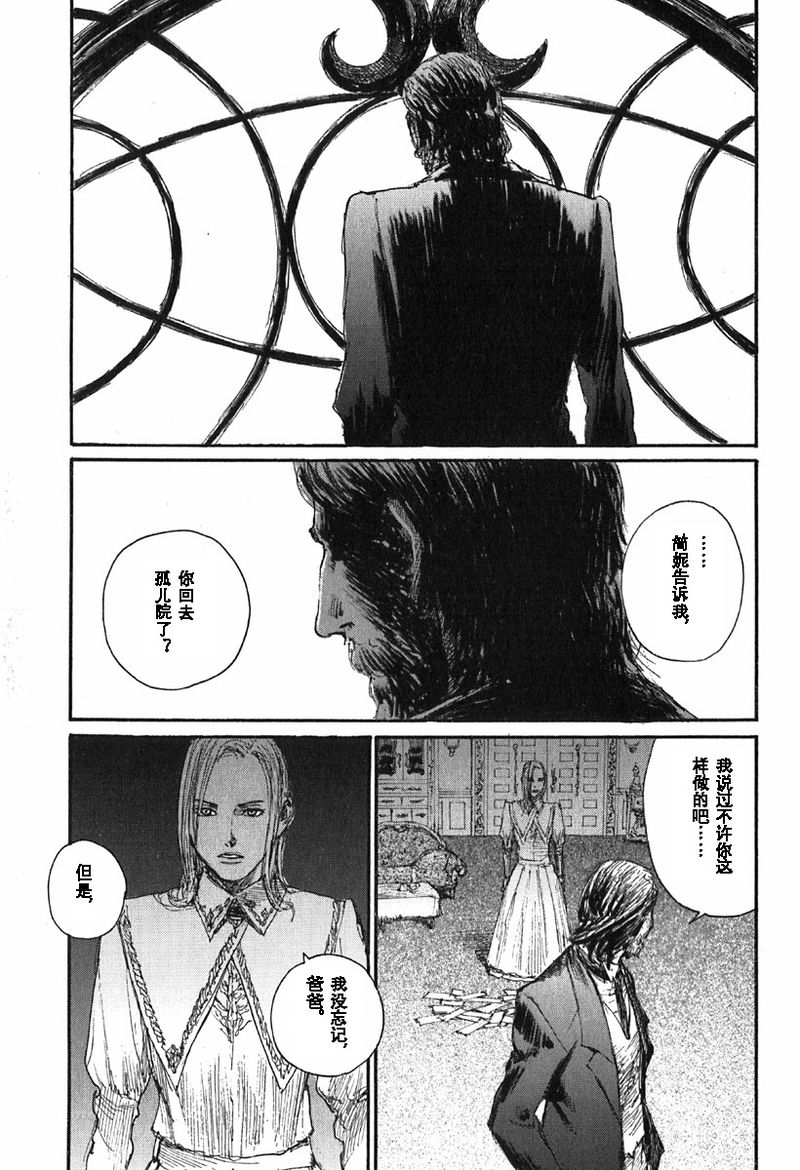 ……
简妮告诉我,
你回去
孤儿院了？
我说过不许你这
样做的吧……
我没忘记,
爸爸。
但是,